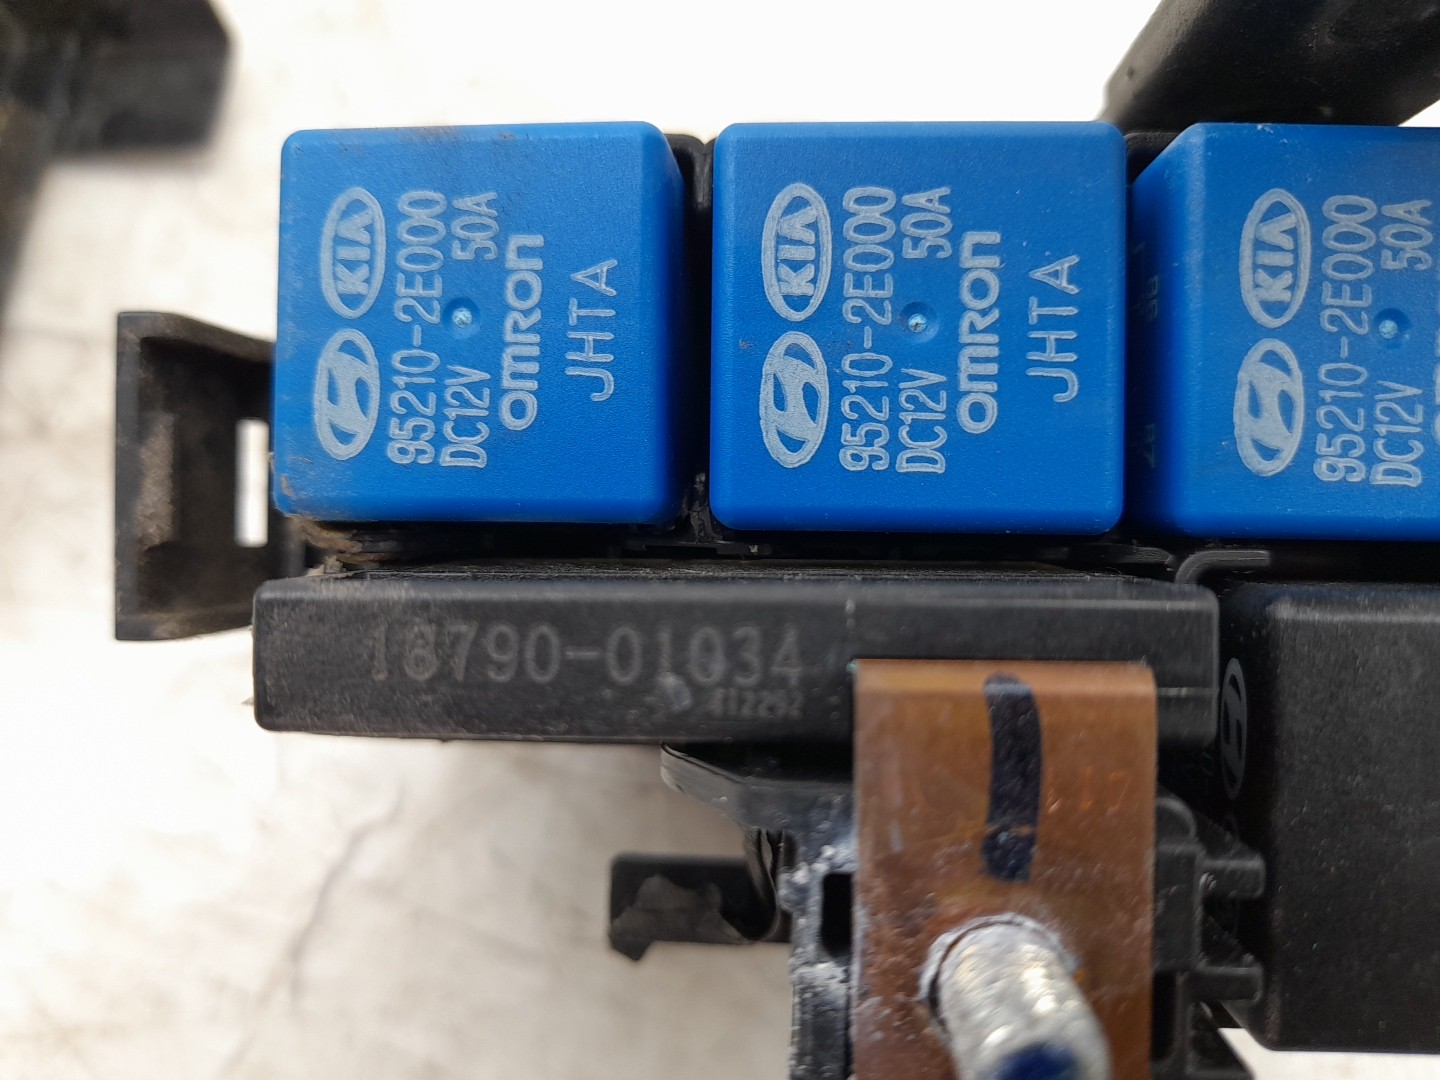 KIA
95210-2E000
DC12V 50A
OMRON
JHTA
KIA
95210-2E000
DC12V 50A
OMRON
JHTA
KIA
95210-2E000
DC12V 50A
18790-01034